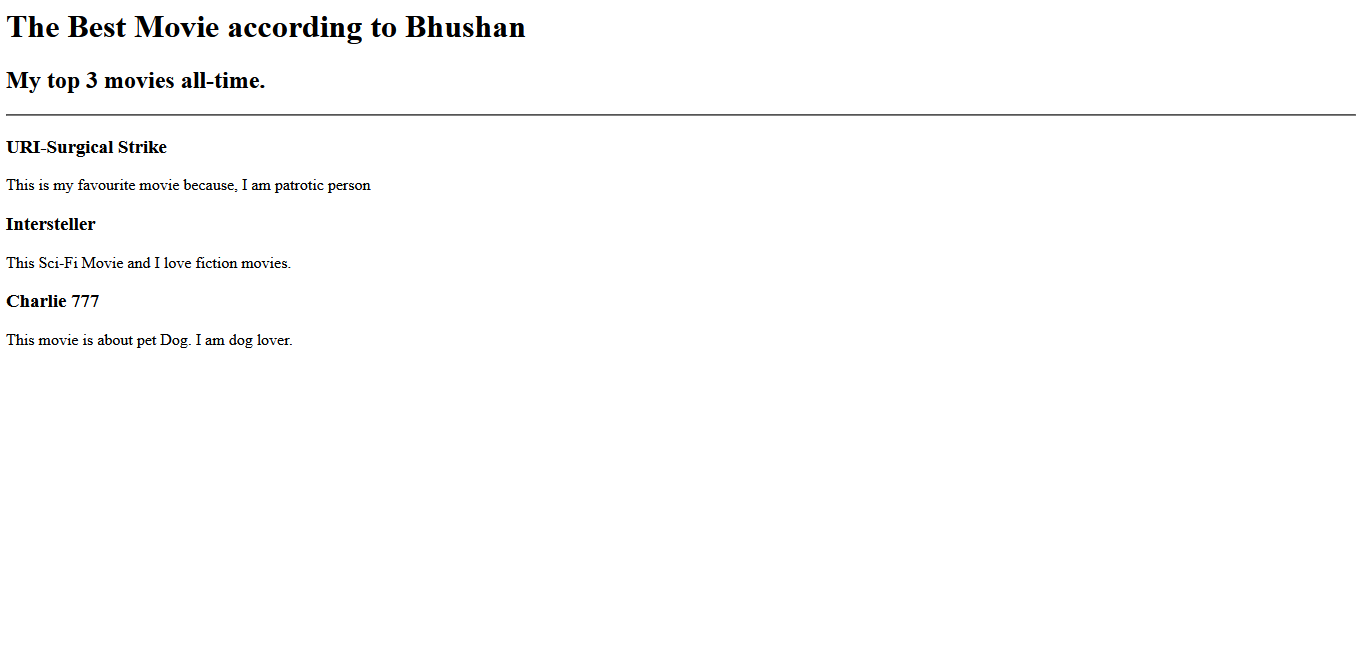 The Best Movie according to Bhushan
My top 3 movies all-time.
URI-Surgical Strike
This is my favourite movie because, I am patrotic person
Intersteller
This Sci-Fi Movie and I love fiction movies.
Charlie 777
This movie is about pet Dog. I am dog lover.